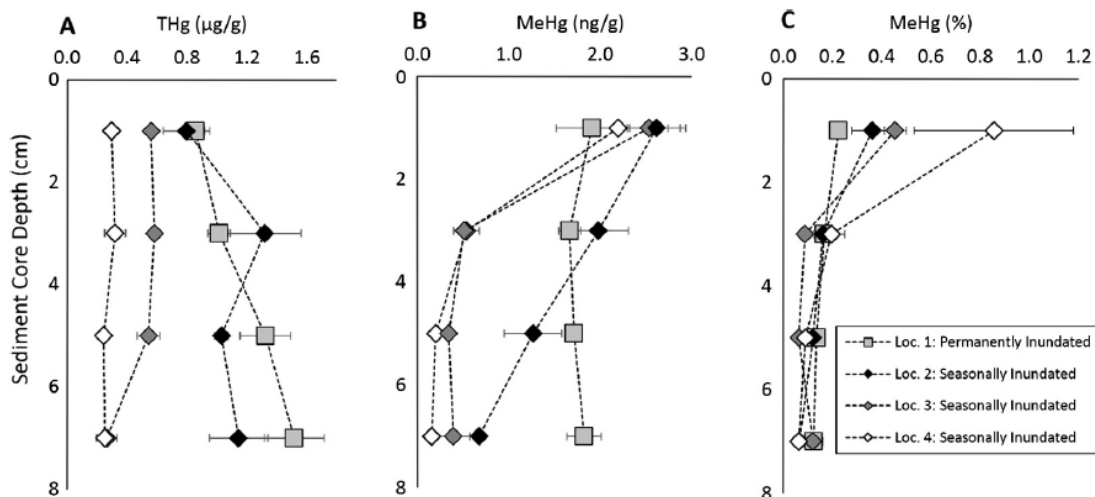 A
THg (µg/g)
0.0 0.4 0.8 1.2 1.6
0
2
4
6
8
Sediment Core Depth (cm)
B
MeHg (ng/g)
0.0 1.0 2.0 3.0
0
2
4
6
8
C
MeHg (%)
0.0 0.2 0.4 0.6 0.8 1.0 1.2
0
2
4
6
8
Loc. 1: Permanently Inundated
Loc. 2: Seasonally Inundated
Loc. 3: Seasonally Inundated
Loc. 4: Seasonally Inundated